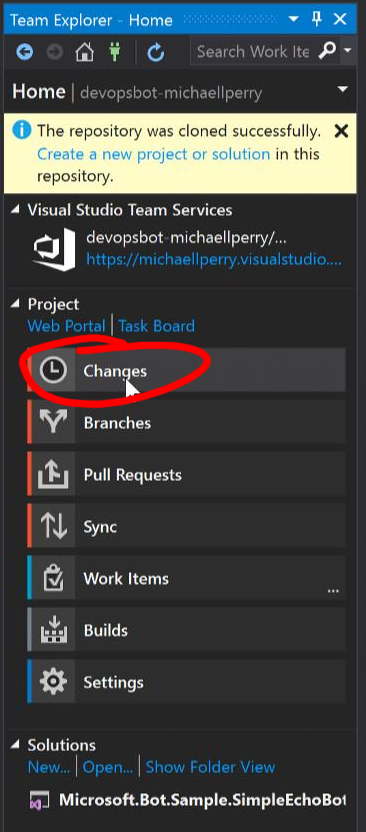 Team Explorer - Home
Search Work Ite
Home | devopsbot-michaellperry
The repository was cloned successfully.
Create a new project or solution in this
repository.
Visual Studio Team Services
devopsbot-michaellperry/...
https://michaellperry.visualstudio....
Project
Web Portal | Task Board
Changes
Branches
Pull Requests
Sync
Work Items
...
Builds
Settings
Solutions
New... | Open... | Show Folder View
Microsoft.Bot.Sample.SimpleEchoBot